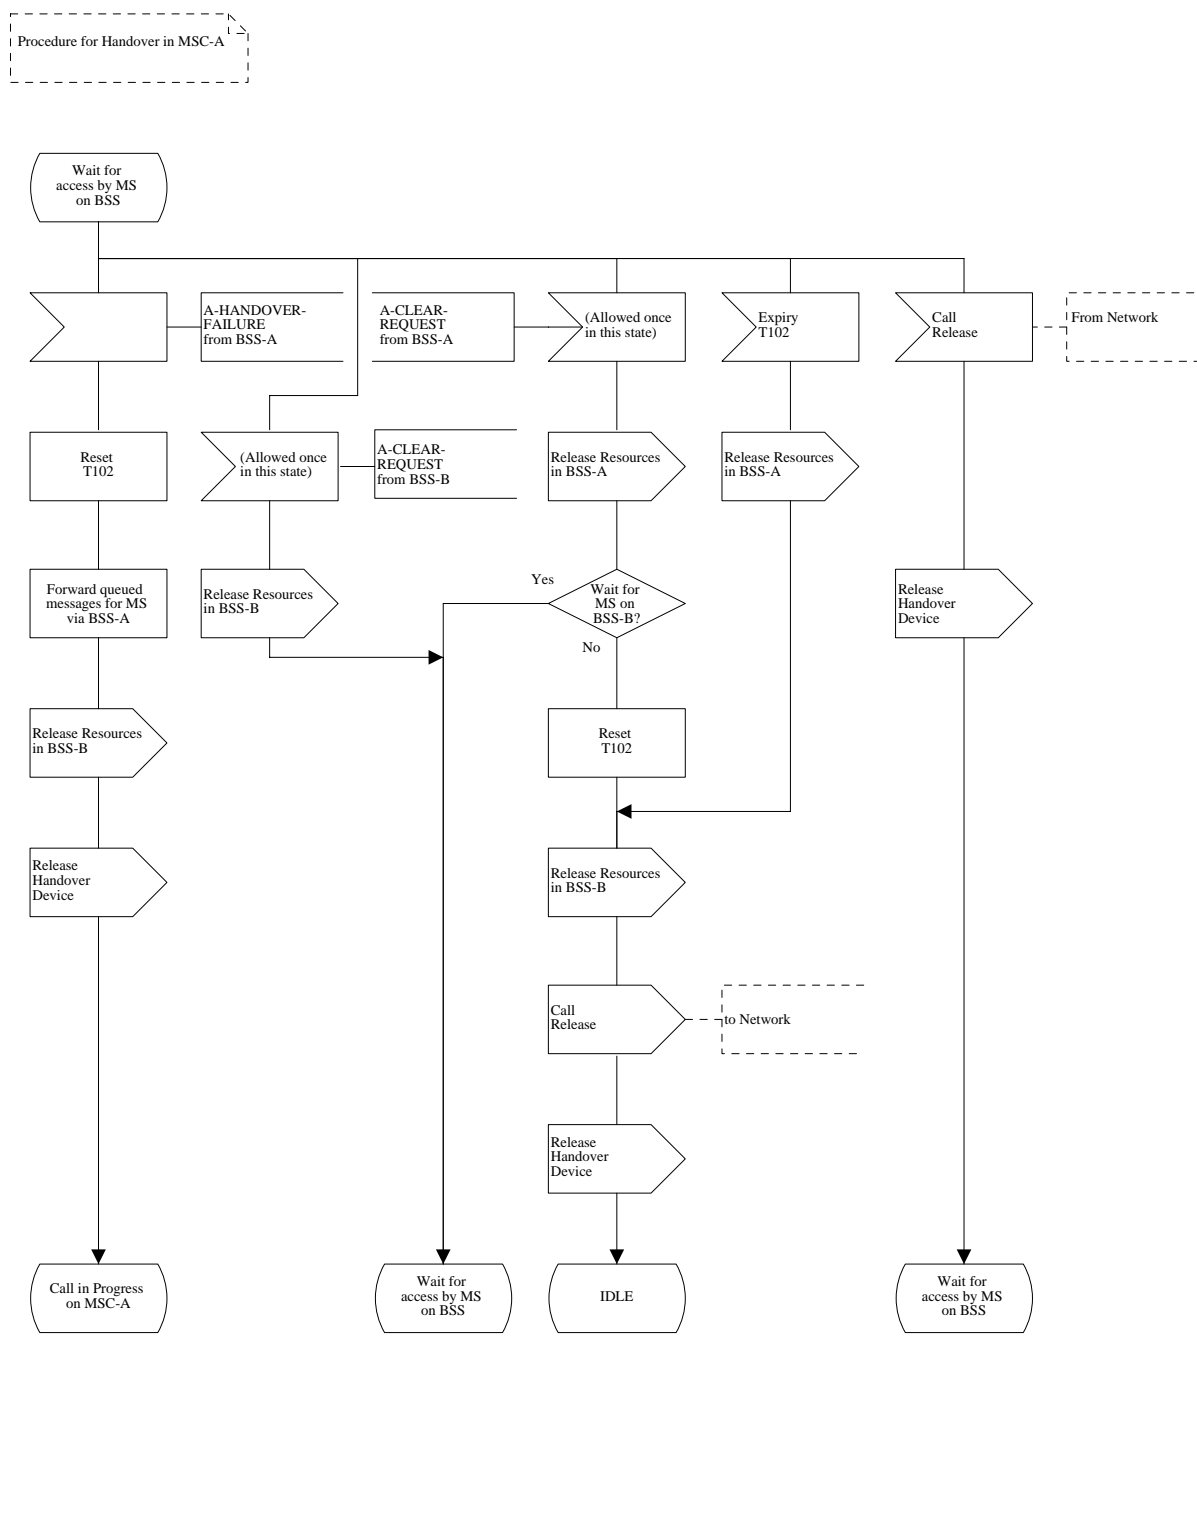 Procedure for Handover in MSC-A
Wait for
access by MS
on BSS
A-HANDOVER-
FAILURE
from BSS-A
A-CLEAR-
REQUEST
from BSS-A
(Allowed once
in this state)
Expiry
T102
Call
Release
From Network
Reset
T102
(Allowed once
in this state)
A-CLEAR-
REQUEST
from BSS-B
Release Resources
in BSS-A
Release Resources
in BSS-A
Forward queued
messages for MS
via BSS-A
Release Resources
in BSS-B
Yes
Wait for
MS on
BSS-B?
No
Release
Handover
Device
Release Resources
in BSS-B
Reset
T102
Release
Handover
Device
Release Resources
in BSS-B
Call
Release
to Network
Release
Handover
Device
Call in Progress
on MSC-A
Wait for
access by MS
on BSS
IDLE
Wait for
access by MS
on BSS